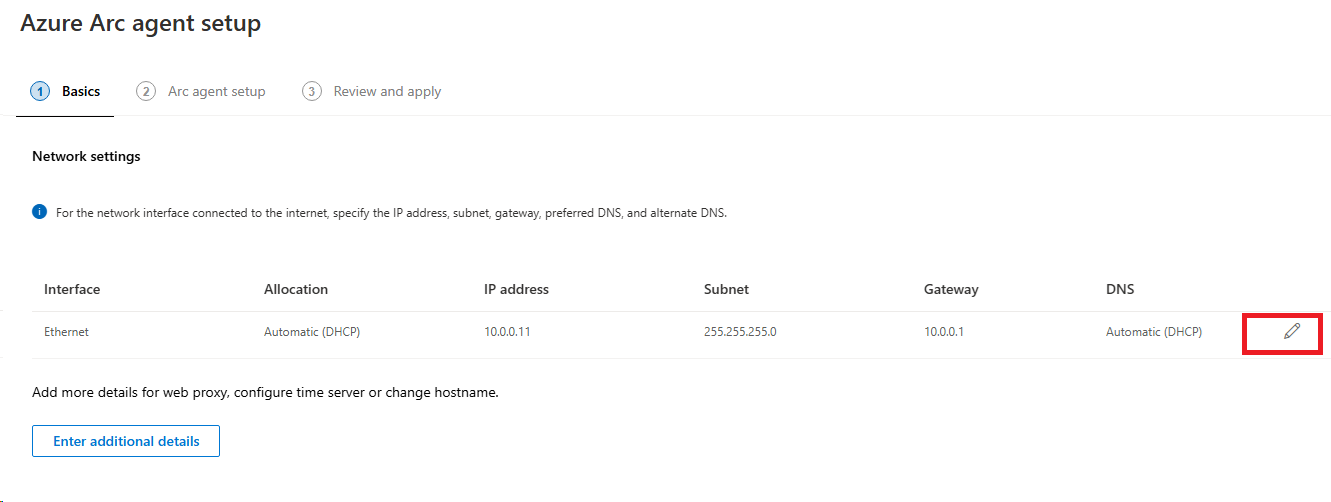 Azure Arc agent setup
1 Basics 2 Arc agent setup 3 Review and apply
Network settings
i For the network interface connected to the internet, specify the IP address, subnet, gateway, preferred DNS, and alternate DNS.
Interface Allocation IP address Subnet Gateway DNS
Ethernet Automatic (DHCP) 10.0.0.11 255.255.255.0 10.0.0.1 Automatic (DHCP)
Add more details for web proxy, configure time server or change hostname.
Enter additional details